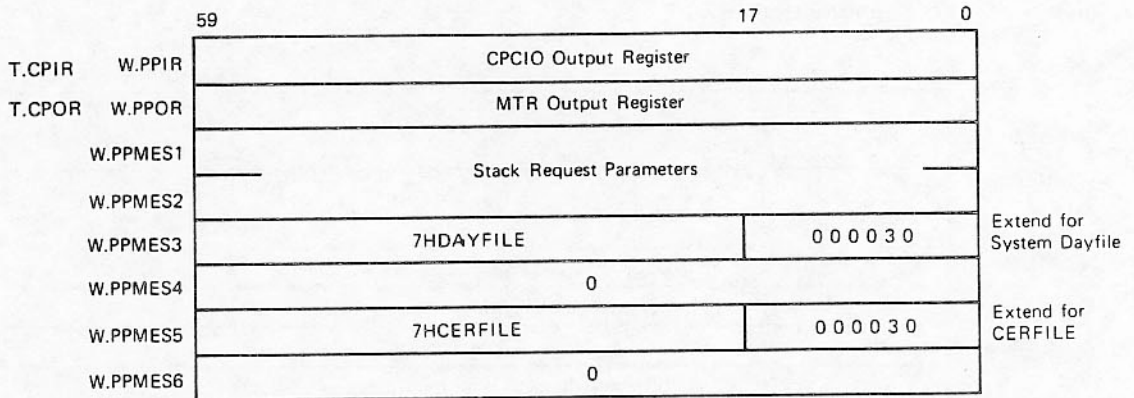 59 17 0
T.CPIR W.PPIR CPCIO Output Register
T.CPOR W.PPOR MTR Output Register
W.PPMES1
Stack Request Parameters
W.PPMES2
W.PPMES3 7HDAYFILE 000030 Extend for
System Dayfile
W.PPMES4 0
W.PPMES5 7HCERFILE 000030 Extend for
CERFILE
W.PPMES6 0